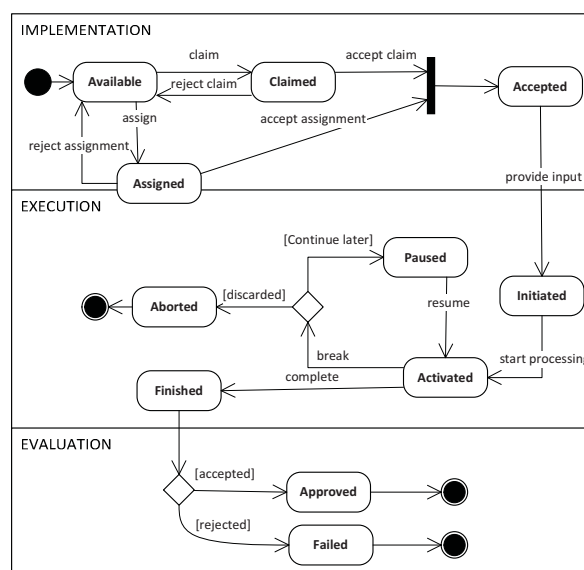 IMPLEMENTATION
claim
accept claim
Available
reject claim
Claimed
Accepted
assign
accept assignment
reject assignment
Assigned
provide input
EXECUTION
[Continue later]
Paused
[discarded]
Aborted
resume
Initiated
break
start processing
complete
Activated
Finished
EVALUATION
[accepted]
Approved
[rejected]
Failed